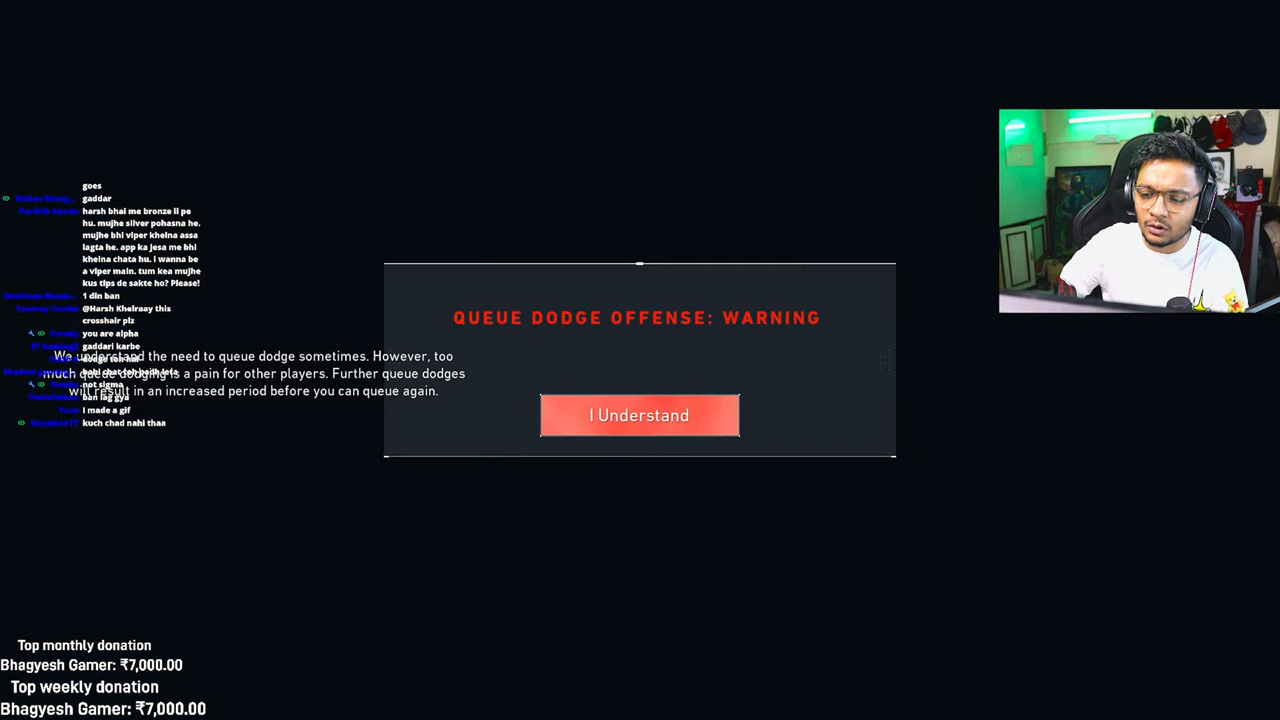 goes
gaddar
harsh bhai me bronze ii pe
hu. mujhe silver pohasna he.
mujhe bhi viper khelna assa
lagta he. app ka jesa me bhi
khelna chata hu. i wanna be
a viper main. tum kea mujhe
kus tips de sakte ho? Please!
1 din ban
@Harsh Khelraay this
crosshair plz
you are alpha
gaddari karbe
dodge toh hai
not sigma
ban lag gya
I made a gif
kuch chad nahi thaa
QUEUE DODGE OFFENSE: WARNING
We understand the need to queue dodge sometimes. However, too
much queue dodging is a pain for other players. Further queue dodges
will result in an increased period before you can queue again.
I Understand
Top monthly donation
Bhagyesh Gamer: ₹7,000.00
Top weekly donation
Bhagyesh Gamer: ₹7,000.00